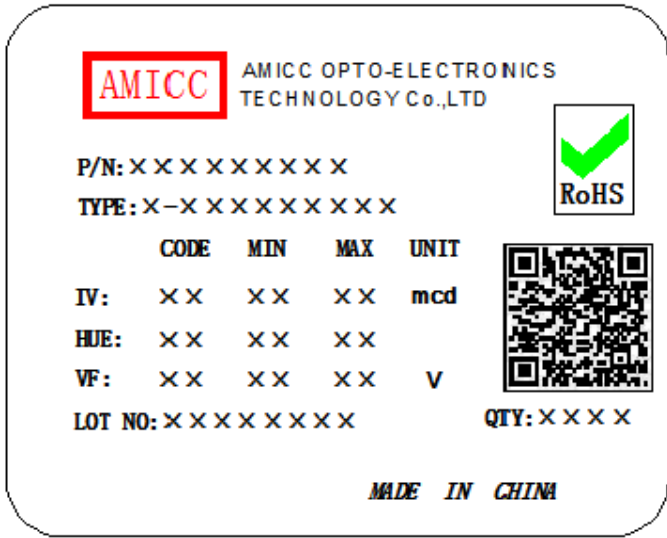 AMICC
AMICC OPTO-ELECTRONICS
TECHNOLOGY Co.,LTD
P/N: ×××××××××
RoHS
TYPE: ×-×××××××××
CODE MIN MAX UNIT
IV: ×× ×× ×× mcd
HUE: ×× ×× ××
VF: ×× ×× ×× V
LOT NO: ×××××××× QTY: ××××
MADE IN CHINA